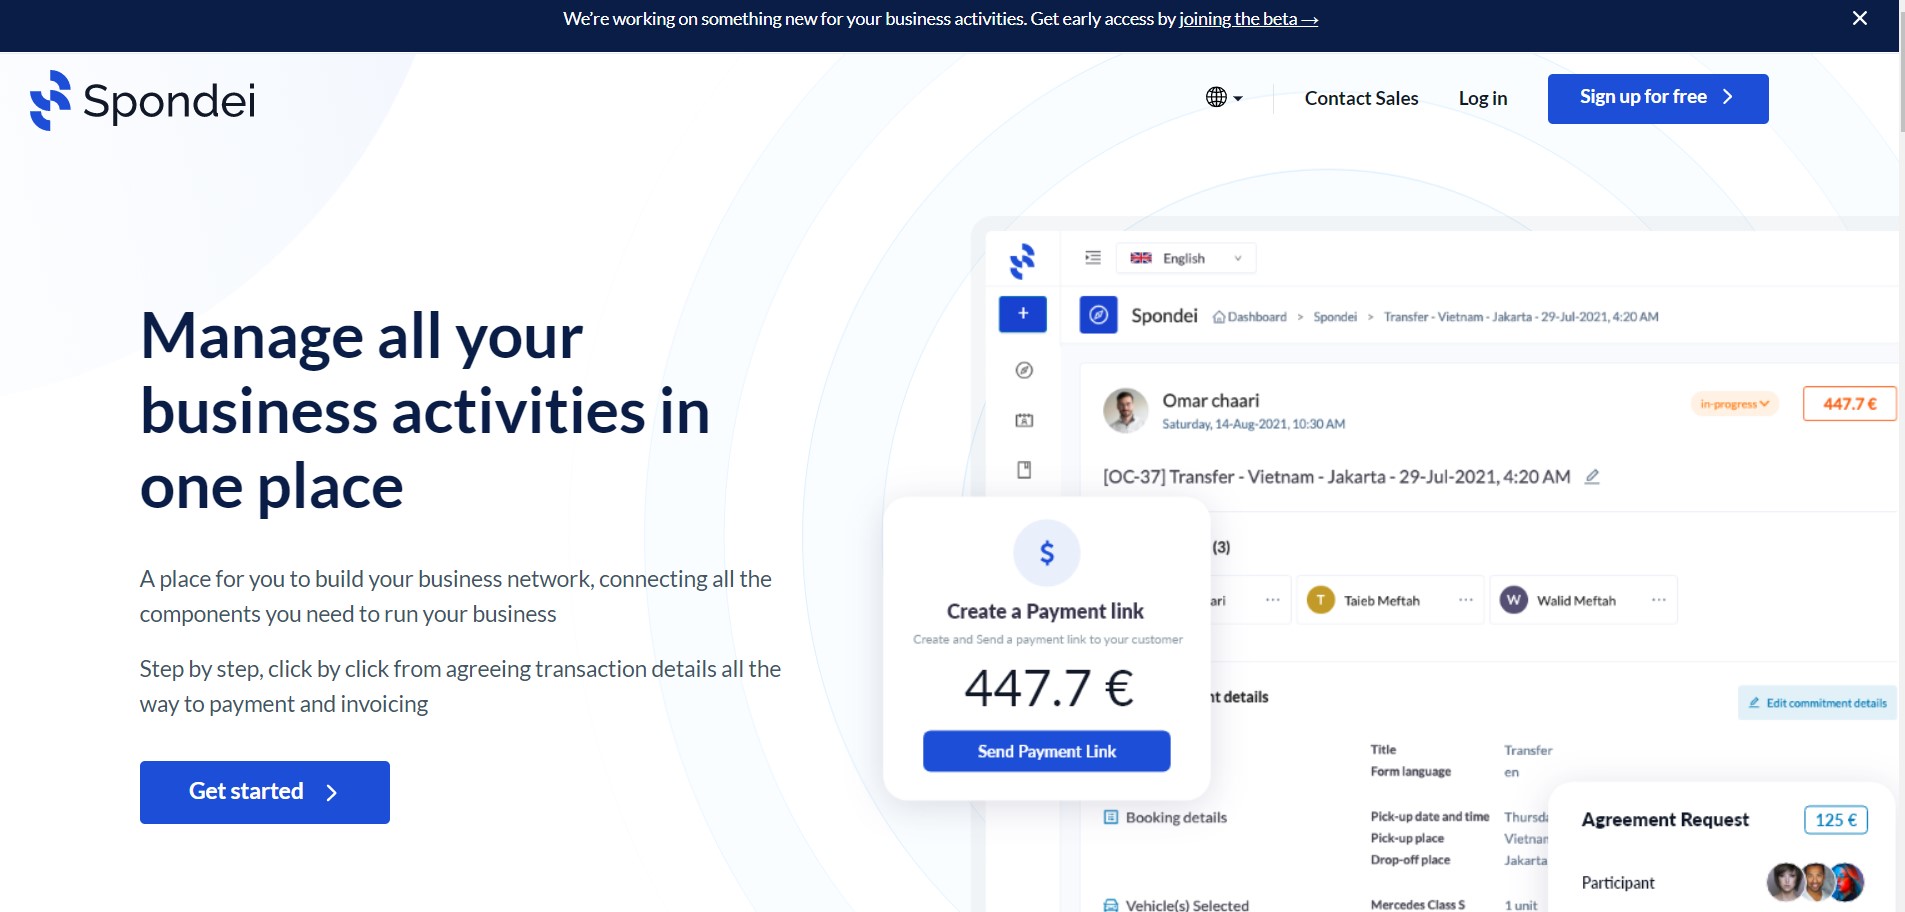 We're working on something new for your business activities. Get early access by joining the beta →
Spondei
Contact Sales
Log in
Sign up for free
Manage all your
business activities in
one place
A place for you to build your business network, connecting all the
components you need to run your business
Step by step, click by click from agreeing transaction details all the
way to payment and invoicing
Get started
English
+
Spondei
Dashboard > Spondei > Transfer - Vietnam - Jakarta - 29-Jul-2021, 4:20 AM
Omar chaari
Saturday, 14-Aug-2021, 10:30 AM
in-progress
447.7 €
[OC-37] Transfer - Vietnam - Jakarta - 29-Jul-2021, 4:20 AM
(3)
ari ...
T Taieb Meftah ...
W Walid Meftah ...
$
Create a Payment link
Create and Send a payment link to your customer
447.7 €
Send Payment Link
nt details
Edit commitment details
Title Transfer
Form language en
Booking details
Pick-up date and time Thursda
Pick-up place Vietnam
Drop-off place Jakarta
Vehicle(s) Selected
Mercedes Class S 1 unit
Agreement Request
125 €
Participant